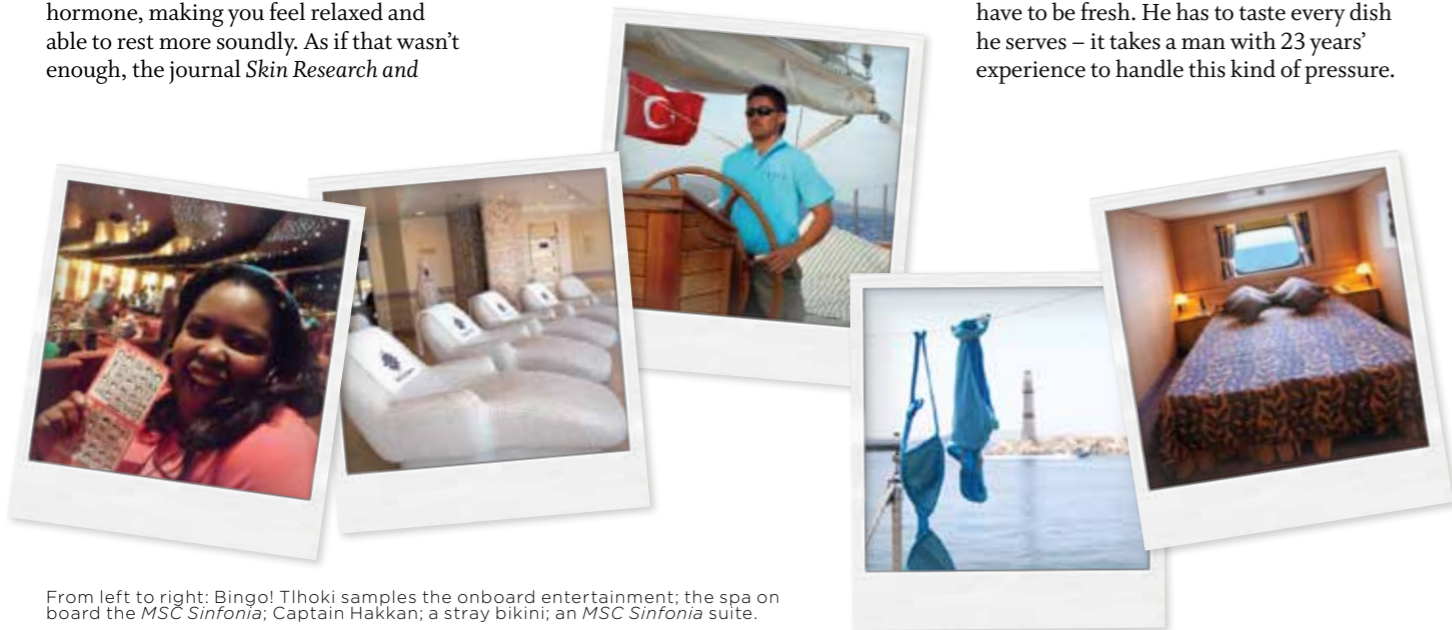 hormone, making you feel relaxed and
able to rest more soundly. As if that wasn't
enough, the journal Skin Research and
have to be fresh. He has to taste every dish
he serves – it takes a man with 23 years'
experience to handle this kind of pressure.
From left to right: Bingo! Tlhoki samples the onboard entertainment; the spa on
board the MSC Sinfonia; Captain Hakkan; a stray bikini; an MSC Sinfonia suite.